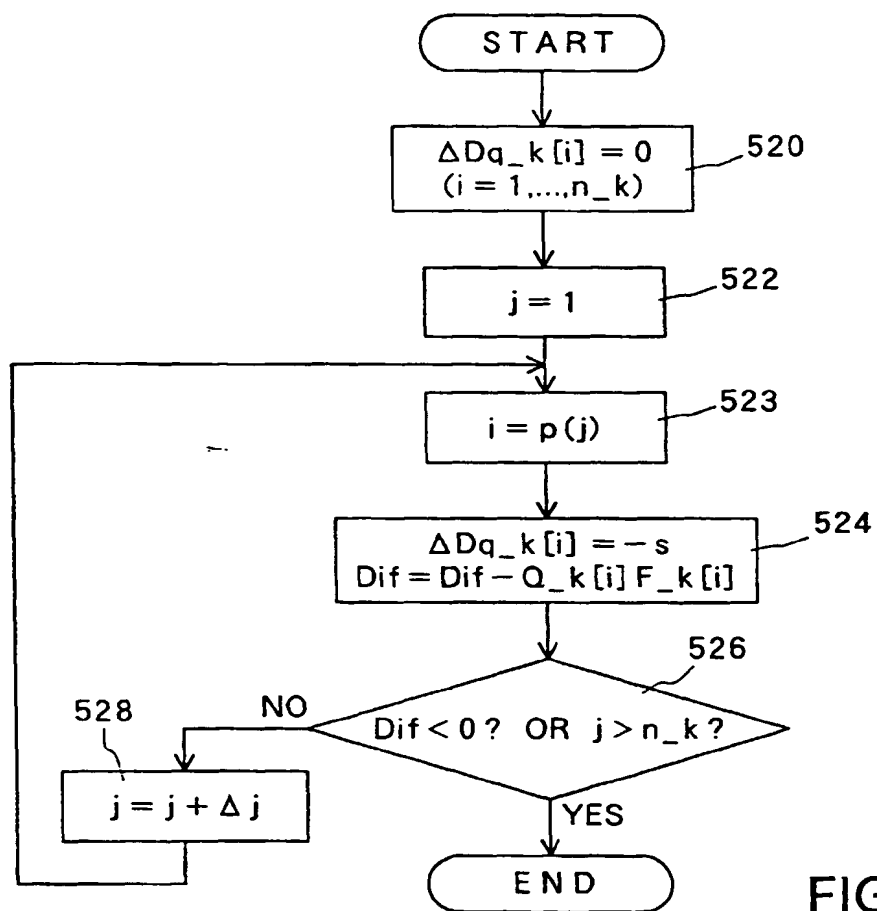 START
ΔDq_k[i] = 0
(i = 1,...,n_k)
520
j = 1
522
i = p(j)
523
ΔDq_k[i] = -s
Dif = Dif - Q_k[i] F_k[i]
524
526
Dif < 0 ? OR j > n_k ?
NO
528
j = j + Δj
YES
END
FIG